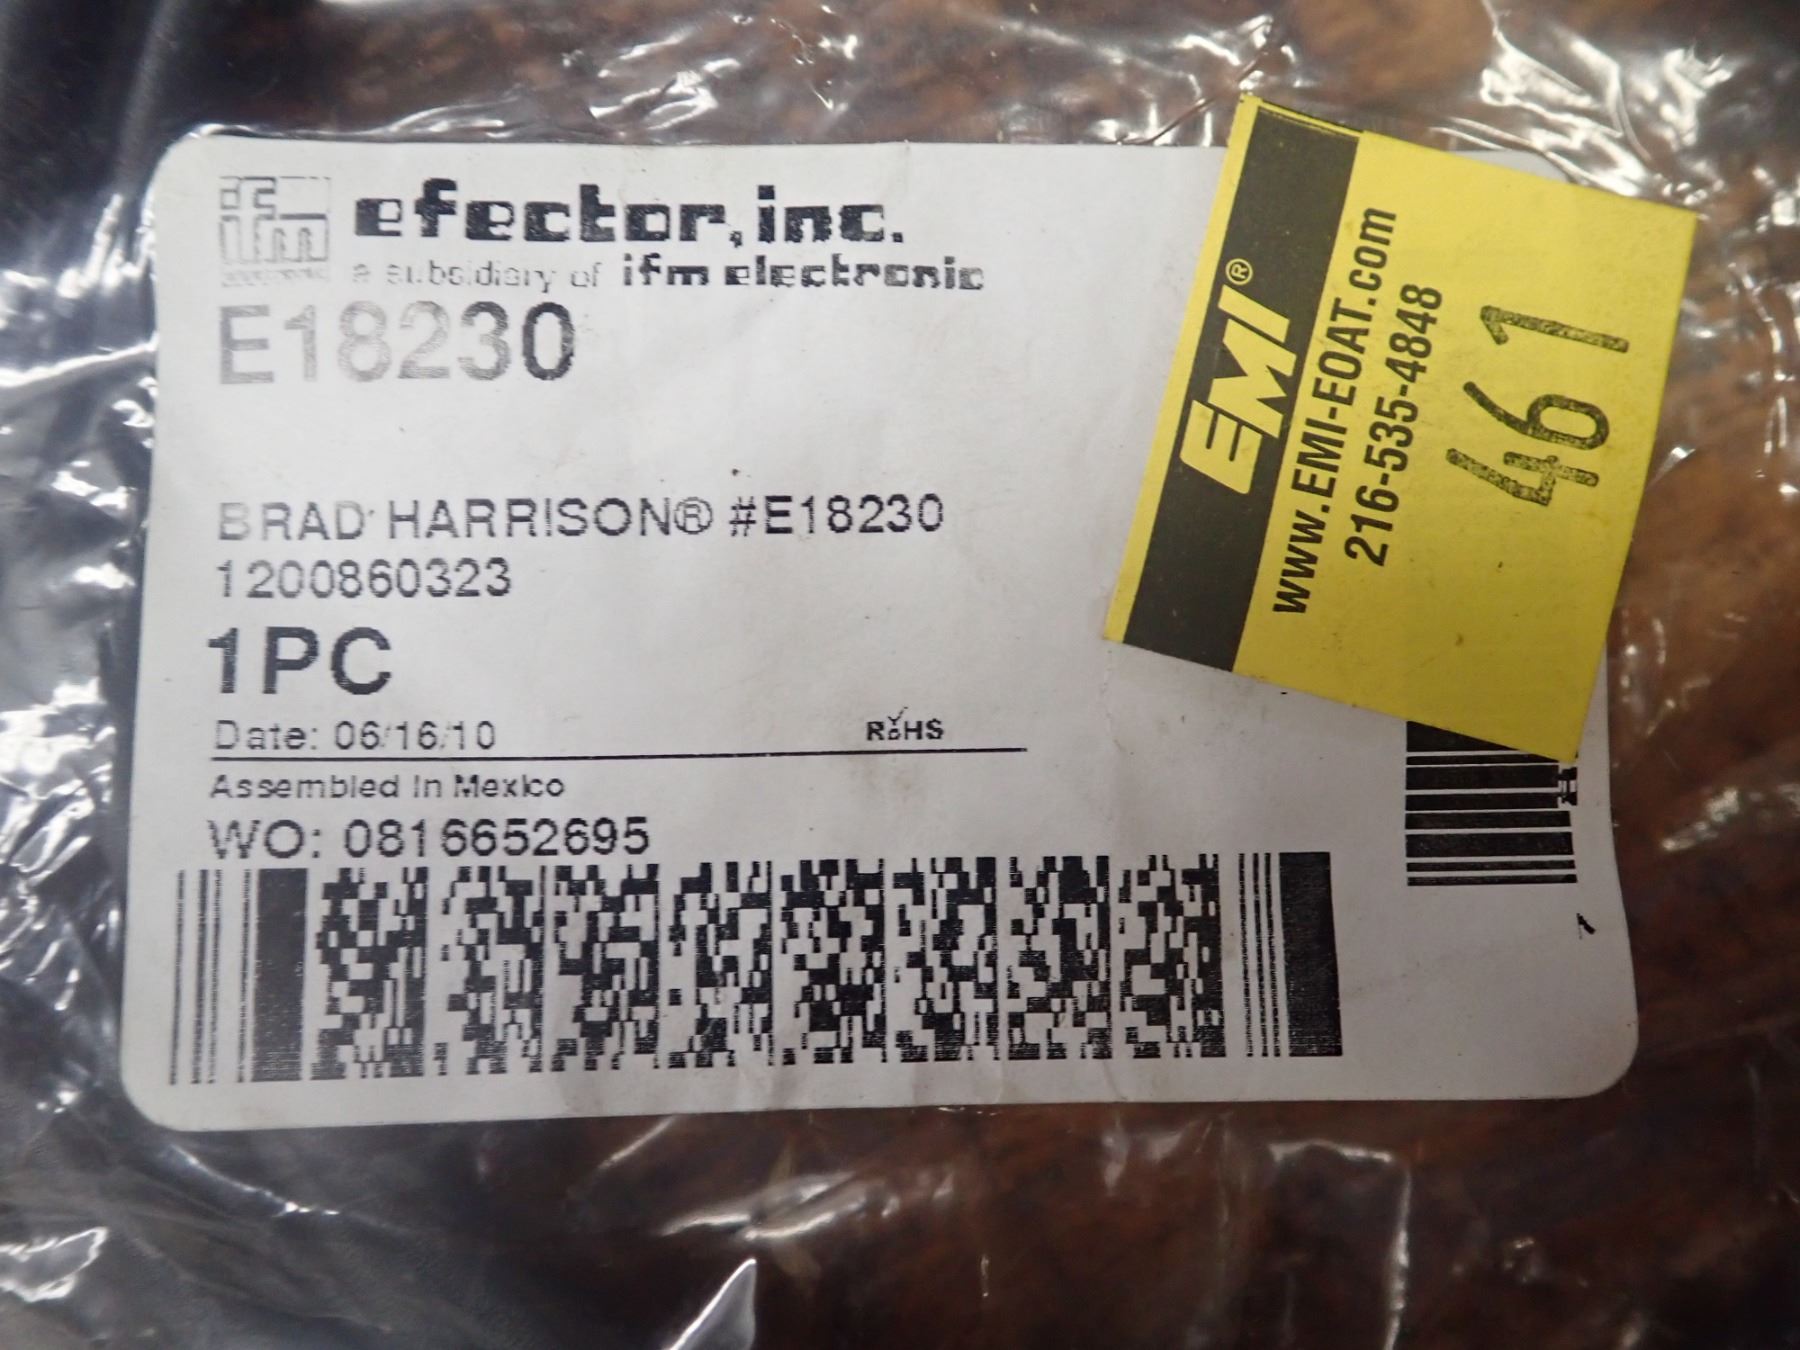 ifm
efector, inc.
a subsidiary of ifm electronic
E18230
BRAD HARRISON® #E18230
1200860323
1PC
Date: 06/16/10
RoHS
Assembled In Mexico
WO: 0816652695
EMI®
www.EMI-EOAT.com
216-535-4848
461